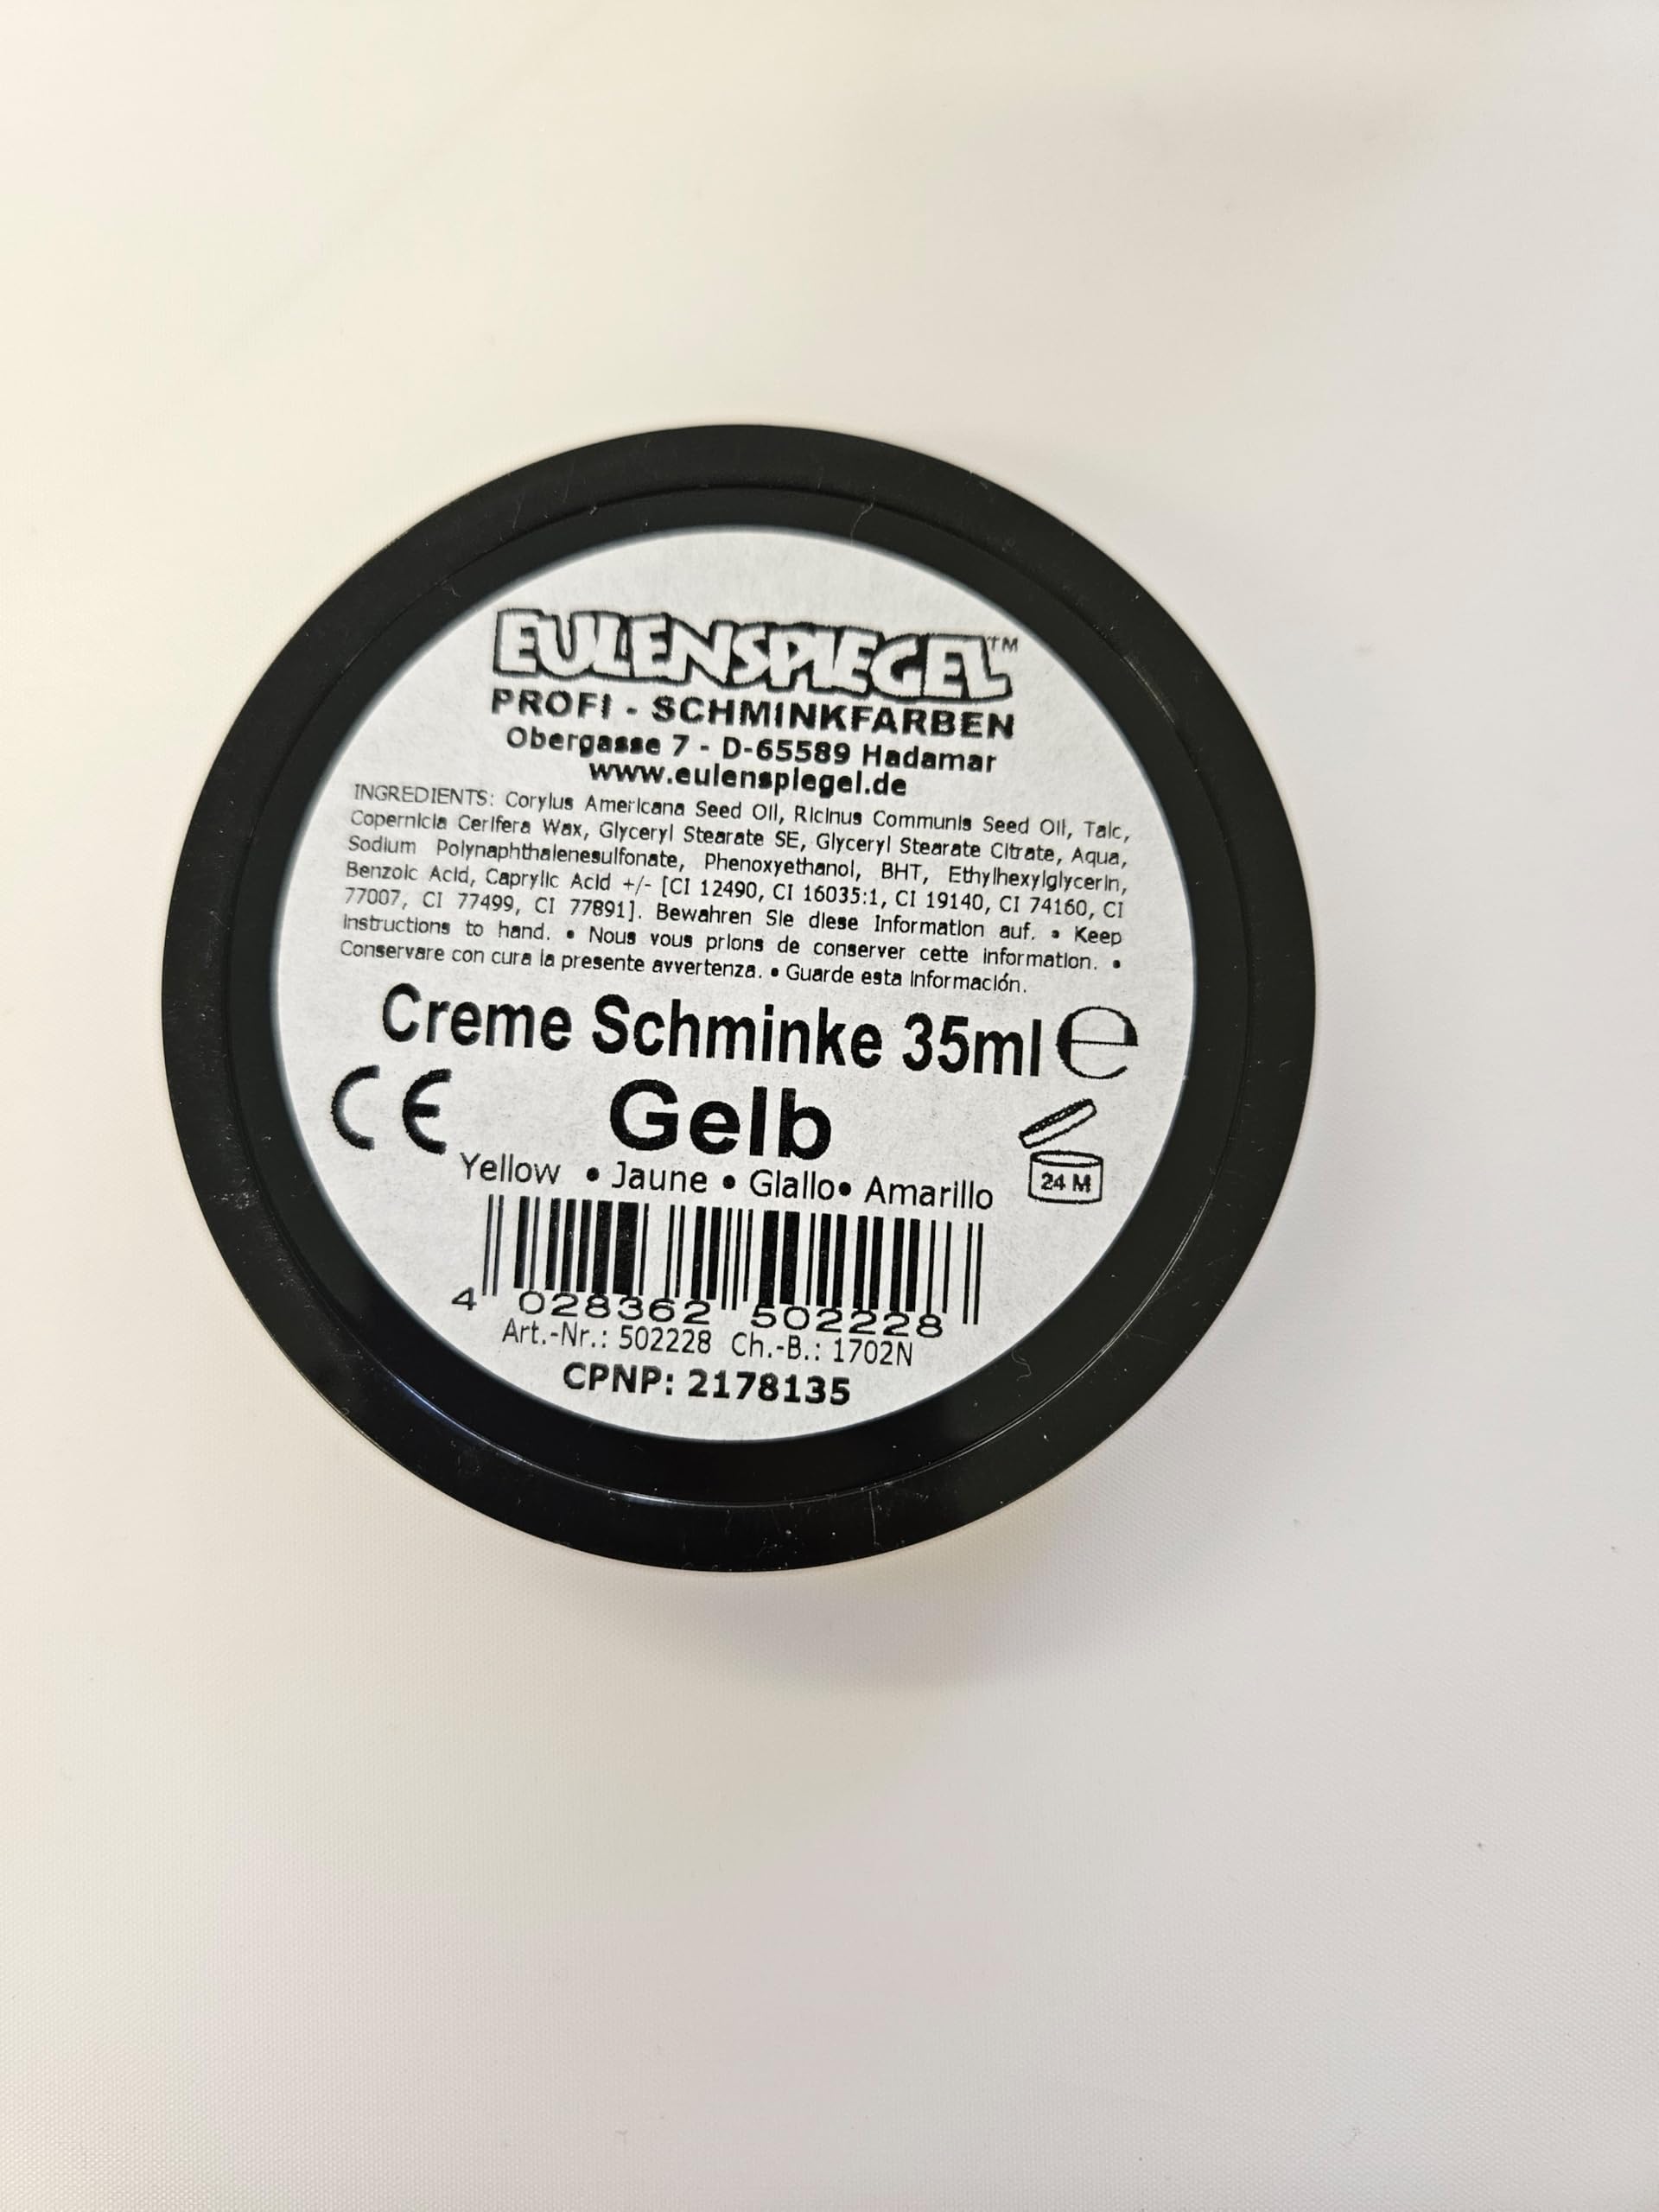 EULENSPIEGEL™
PROFI - SCHMINKFARBEN
Obergasse 7 - D-65589 Hadamar
www.eulenspiegel.de
INGREDIENTS: Corylus Americana Seed Oil, Ricinus Communis Seed Oil, Talc,
Copernicia Cerifera Wax, Glyceryl Stearate SE, Glyceryl Stearate Citrate, Aqua,
Sodium Polynaphthalenesulfonate, Phenoxyethanol, BHT, Ethylhexylglycerin,
Benzoic Acid, Caprylic Acid +/- [CI 12490, CI 16035:1, CI 19140, CI 74160, CI
77007, CI 77499, CI 77891]. Bewahren Sie diese Information auf. • Keep
instructions to hand. • Nous vous prions de conserver cette information. •
Conservare con cura la presente avvertenza. • Guarde esta información.
Creme Schminke 35ml e
CE Gelb
Yellow • Jaune • Giallo• Amarillo
24 M
4 028362 502228
Art.-Nr.: 502228 Ch.-B.: 1702N
CPNP: 2178135